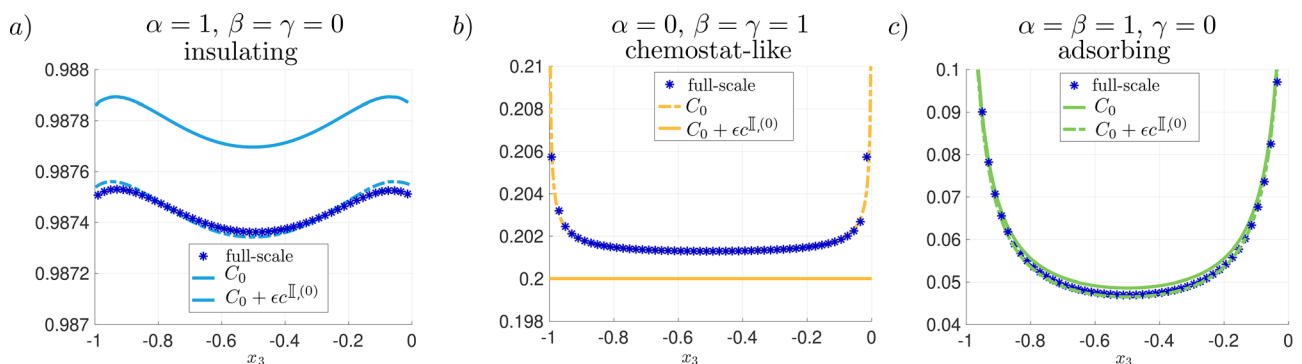 a)
α = 1, β = γ = 0
insulating
0.988
0.9878
0.9876
0.9874
0.9872
0.987
full-scale
C₀
C₀ + ϵc^𝕀,(0)
-1 -0.8 -0.6 -0.4 -0.2 0
x₃
b)
α = 0, β = γ = 1
chemostat-like
0.21
0.208
0.206
0.204
0.202
0.2
0.198
full-scale
C₀
C₀ + ϵc^𝕀,(0)
-1 -0.8 -0.6 -0.4 -0.2 0
x₃
c)
α = β = 1, γ = 0
adsorbing
0.1
0.09
0.08
0.07
0.06
0.05
0.04
full-scale
C₀
C₀ + ϵc^𝕀,(0)
-1 -0.8 -0.6 -0.4 -0.2 0
x₃